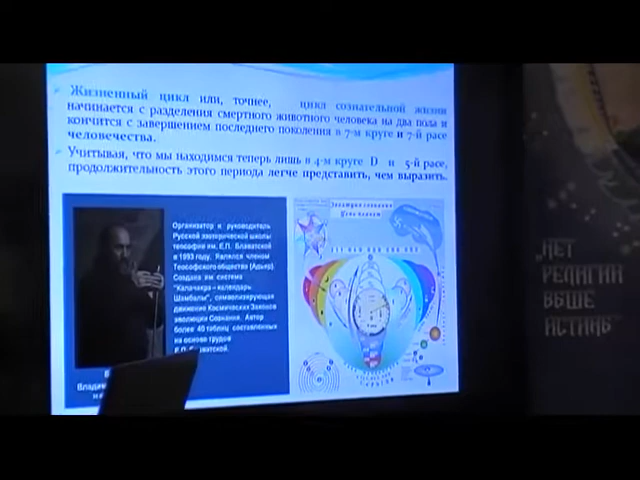 Жизненный цикл или, точнее, цикл сознательной жизни
начинается с разделения смертного животного человека на два пола и
кончится с завершением последнего поколения в 7-м круге и 7-й расе
человечества.
Учитывая, что мы находимся теперь лишь в 4-м круге D и 5-й расе,
продолжительность этого периода легче представить, чем выразить.
Организатор и руководитель
Русской эзотерической школы
теософии им. Е.П. Блаватской
в 1993 году. Являлся членом
Теософского общества (Адьяр).
Создана им система
"Калачакра – календарь
Шамбалы", символизирующая
движение Космических Законов
эволюции Сознания. Автор
более 40 таблиц составленных
на основе трудов
Е.П. Блаватской.
„НЕТ
РЕЛИГИИ
ВЫШЕ
ИСТИНЫ